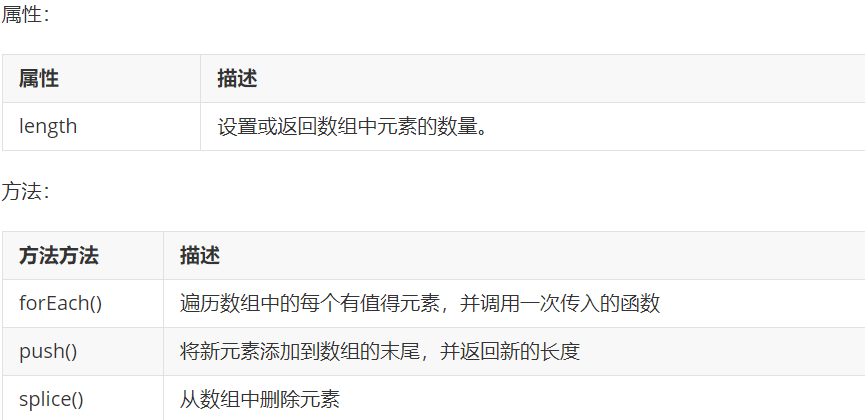 属性：
属性 描述
length 设置或返回数组中元素的数量。
方法：
方法方法 描述
forEach() 遍历数组中的每个有值得元素，并调用一次传入的函数
push() 将新元素添加到数组的末尾，并返回新的长度
splice() 从数组中删除元素